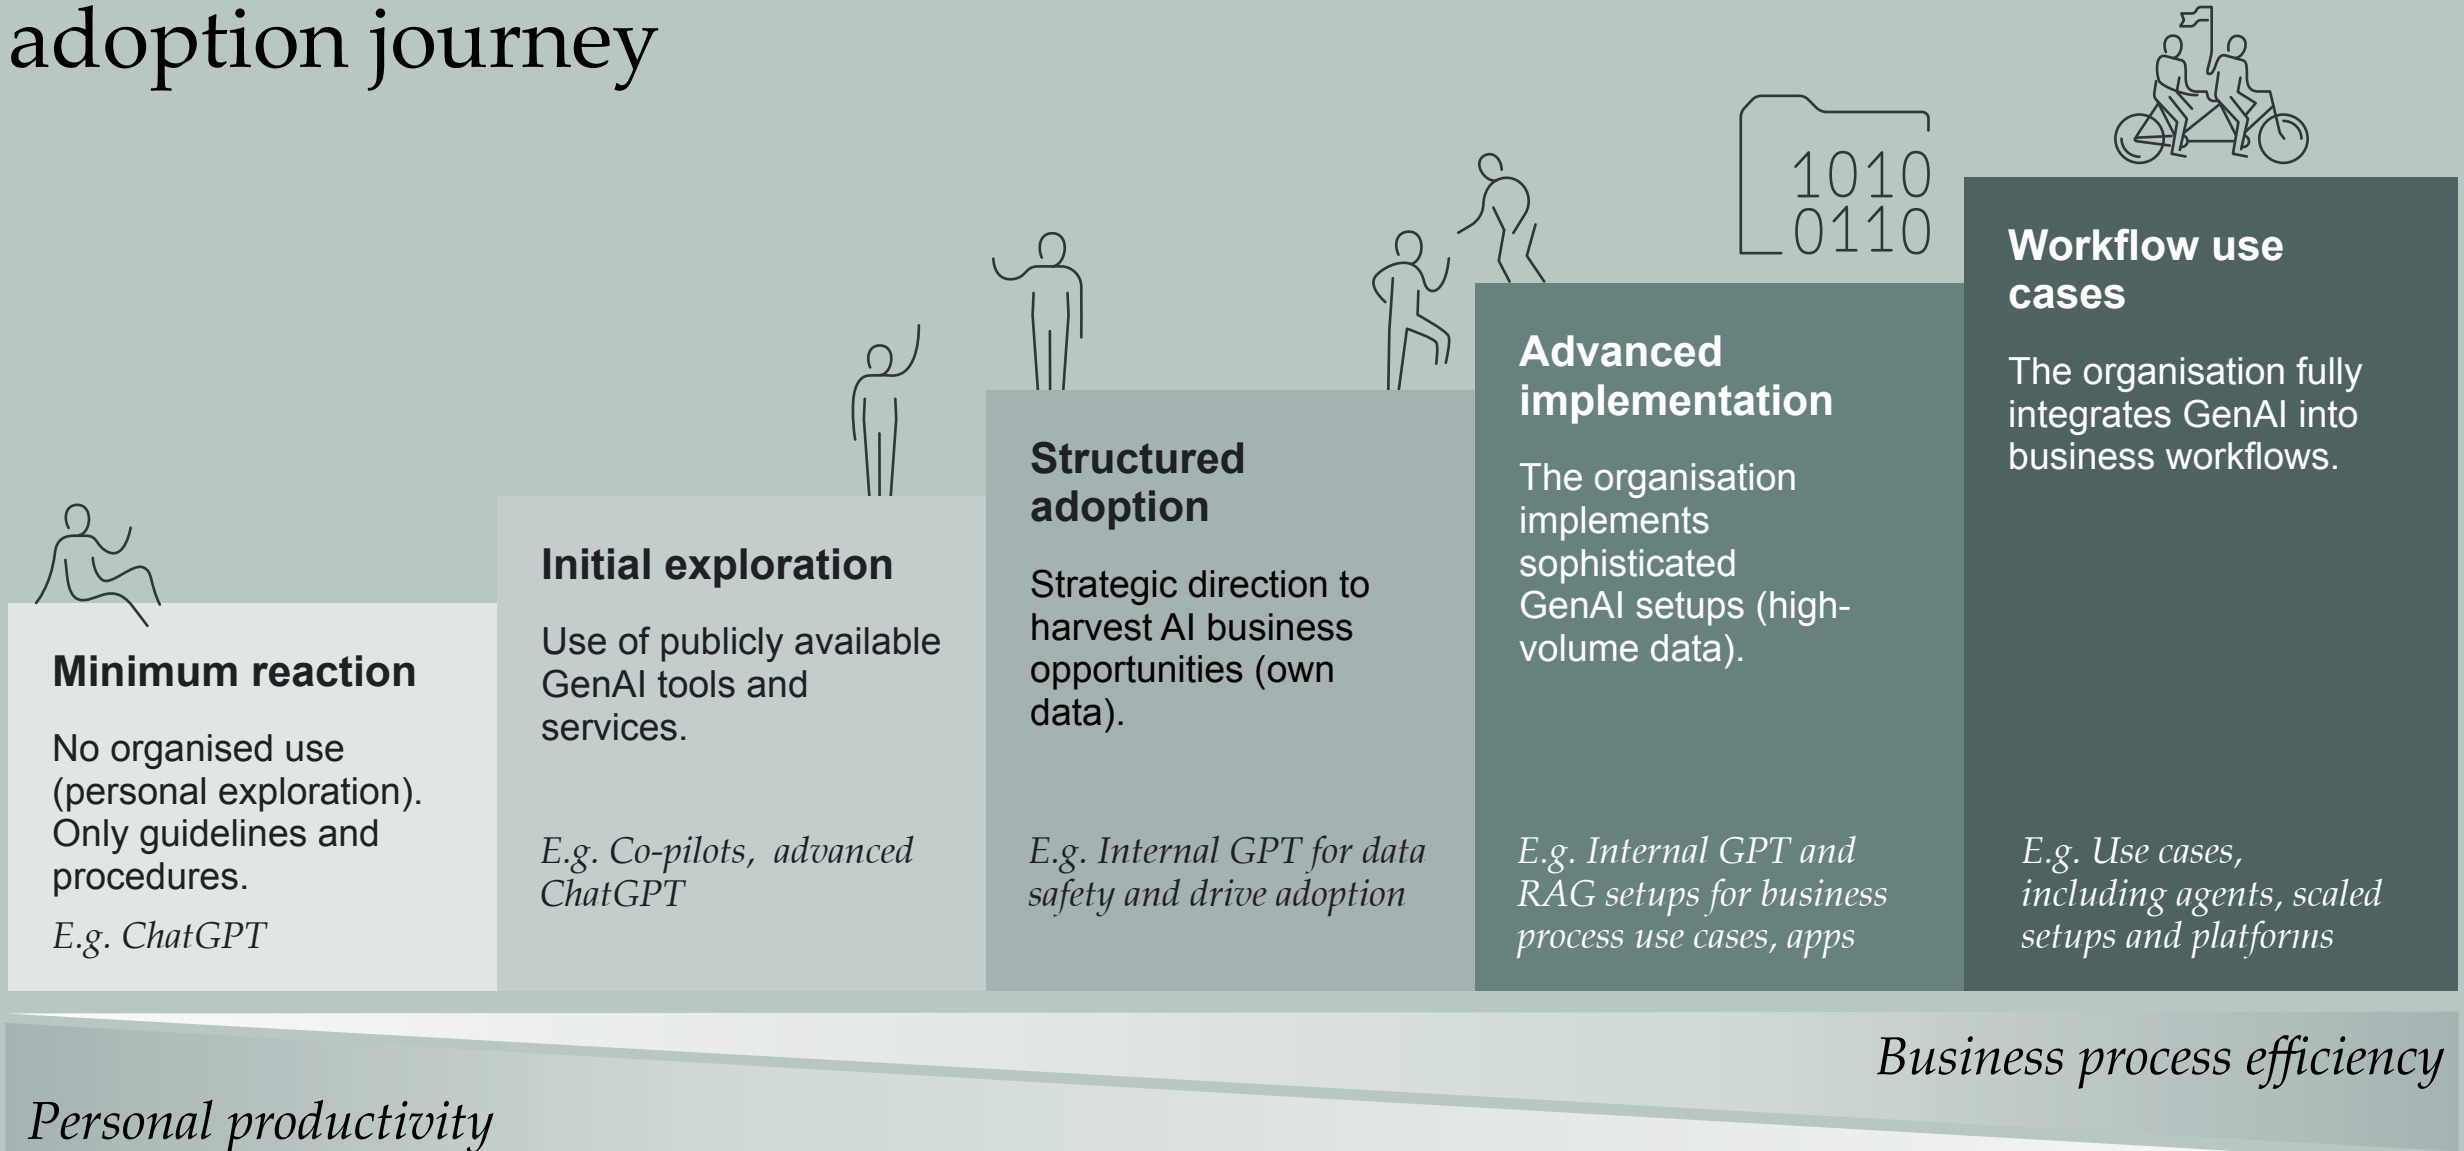 adoption journey
1010
0110
Minimum reaction
No organised use
(personal exploration).
Only guidelines and
procedures.
E.g. ChatGPT
Initial exploration
Use of publicly available
GenAI tools and
services.
E.g. Co-pilots, advanced
ChatGPT
Structured
adoption
Strategic direction to
harvest AI business
opportunities (own
data).
E.g. Internal GPT for data
safety and drive adoption
Advanced
implementation
The organisation
implements
sophisticated
GenAI setups (high-
volume data).
E.g. Internal GPT and
RAG setups for business
process use cases, apps
Workflow use
cases
The organisation fully
integrates GenAI into
business workflows.
E.g. Use cases,
including agents, scaled
setups and platforms
Business process efficiency
Personal productivity